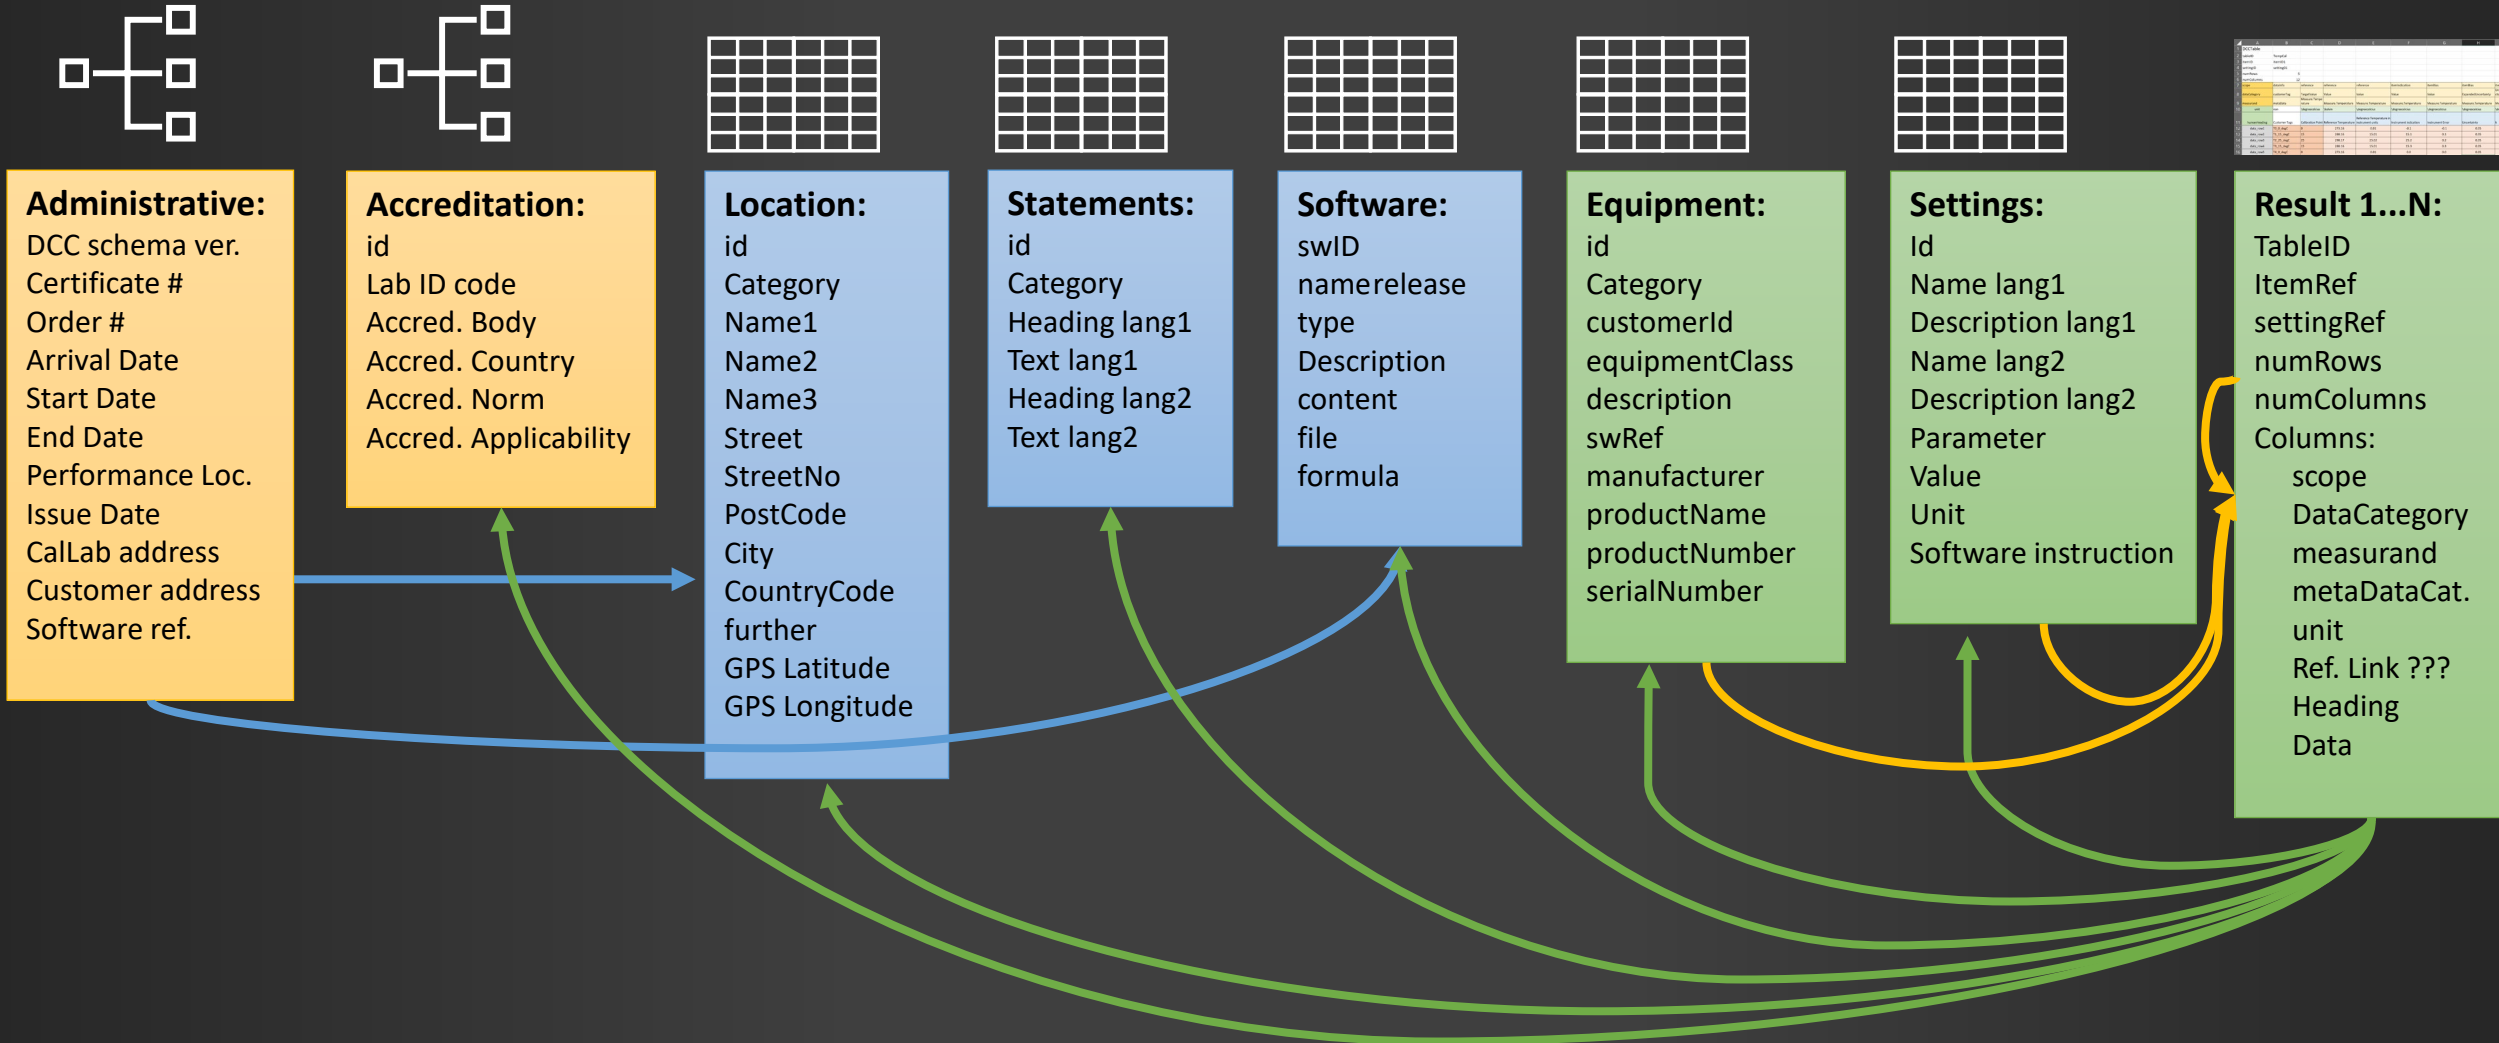 Administrative:
DCC schema ver.
Certificate #
Order #
Arrival Date
Start Date
End Date
Performance Loc.
Issue Date
CalLab address
Customer address
Software ref.
Accreditation:
id
Lab ID code
Accred. Body
Accred. Country
Accred. Norm
Accred. Applicability
Location:
id
Category
Name1
Name2
Name3
Street
StreetNo
PostCode
City
CountryCode
further
GPS Latitude
GPS Longitude
Statements:
id
Category
Heading lang1
Text lang1
Heading lang2
Text lang2
Software:
swID
namerelease
type
Description
content
file
formula
Equipment:
id
Category
customerId
equipmentClass
description
swRef
manufacturer
productName
productNumber
serialNumber
Settings:
Id
Name lang1
Description lang1
Name lang2
Description lang2
Parameter
Value
Unit
Software instruction
Result 1...N:
TableID
ItemRef
settingRef
numRows
numColumns
Columns:
scope
DataCategory
measurand
metaDataCat.
unit
Ref. Link ???
Heading
Data